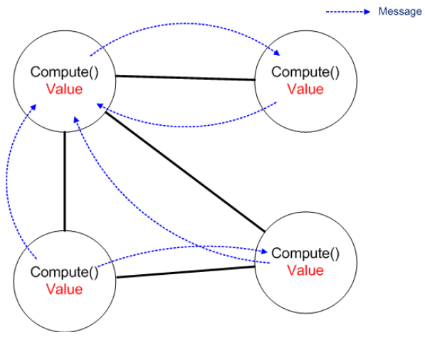 Message
Compute()
Value
Compute()
Value
Compute()
Value
Compute()
Value